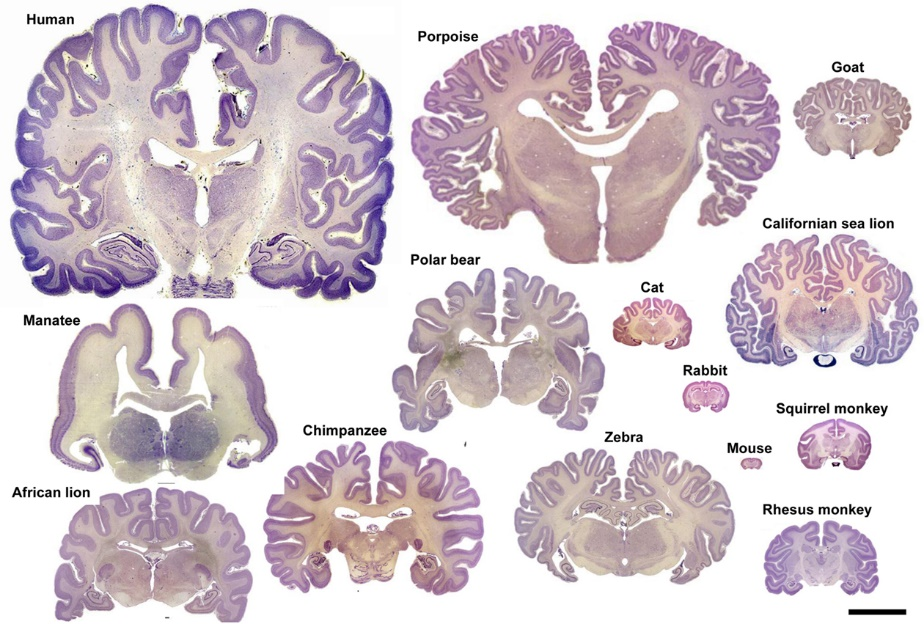 Human
Porpoise
Goat
Californian sea lion
Polar bear
Cat
Manatee
Rabbit
Squirrel monkey
Chimpanzee
Zebra
Mouse
African lion
Rhesus monkey